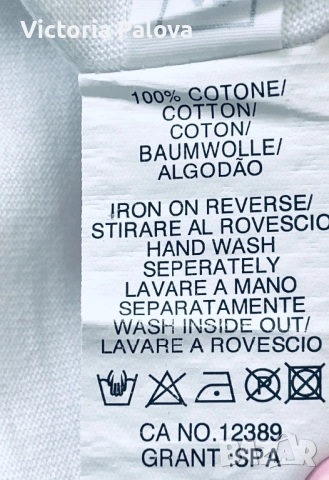 Victoria Palova
100% COTONE/
COTTON/
COTON/
BAUMWOLLE/
ALGODÃO
IRON ON REVERSE/
STIRARE AL ROVESCIO
HAND WASH
SEPERATELY
LAVARE A MANO
SEPARATAMENTE
WASH INSIDE OUT/
LAVARE A ROVESCIO
P
CA NO.12389
GRANT SPA
BAZAR